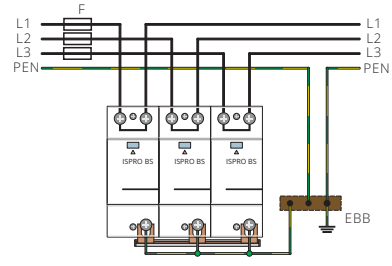 F
L1 L1
L2 L2
L3 L3
PEN PEN
ISPRO BS ISPRO BS ISPRO BS
EBB